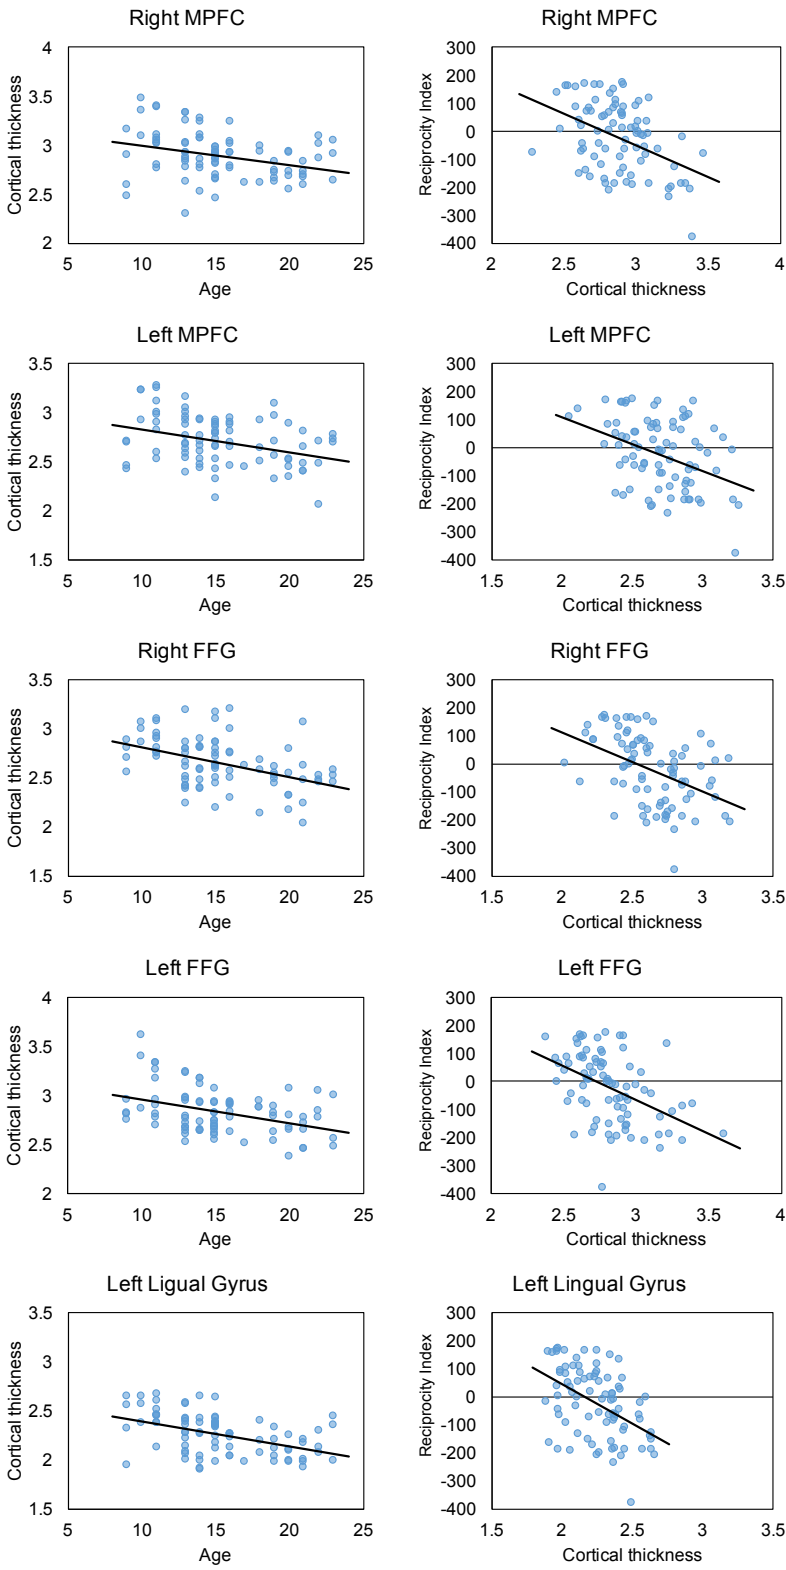 Right MPFC
Cortical thickness
4
3.5
3
2.5
2
5 10 15 20 25
Age
Right MPFC
Reciprocity Index
300
200
100
0
-100
-200
-300
-400
2 2.5 3 3.5 4
Cortical thickness
Left MPFC
Cortical thickness
3.5
3
2.5
2
1.5
5 10 15 20 25
Age
Left MPFC
Reciprocity Index
300
200
100
0
-100
-200
-300
-400
1.5 2 2.5 3 3.5
Cortical thickness
Right FFG
Cortical thickness
3.5
3
2.5
2
1.5
5 10 15 20 25
Age
Right FFG
Reciprocity Index
300
200
100
0
-100
-200
-300
-400
1.5 2 2.5 3 3.5
Cortical thickness
Left FFG
Cortical thickness
4
3.5
3
2.5
2
5 10 15 20 25
Age
Left FFG
Reciprocity Index
300
200
100
0
-100
-200
-300
-400
2 2.5 3 3.5 4
Cortical thickness
Left Ligual Gyrus
Cortical thickness
3.5
3
2.5
2
1.5
5 10 15 20 25
Age
Left Lingual Gyrus
Reciprocity Index
300
200
100
0
-100
-200
-300
-400
1.5 2 2.5 3 3.5
Cortical thickness